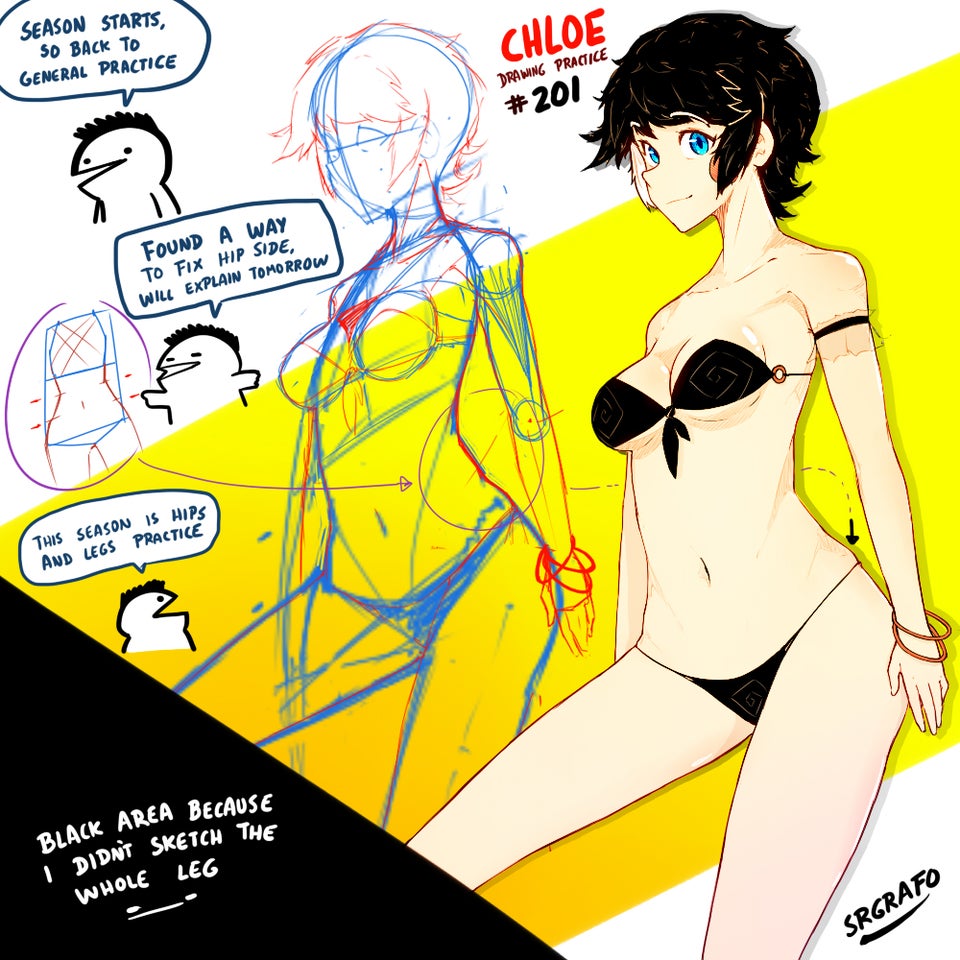 SEASON STARTS,
SO BACK TO
GENERAL PRACTICE
CHLOE
DRAWING PRACTICE
#201
FOUND A WAY
TO FIX HIP SIDE,
WILL EXPLAIN TOMORROW
THIS SEASON IS HIPS
AND LEGS PRACTICE
BLACK AREA BECAUSE
I DIDN'T SKETCH THE
WHOLE LEG
SRGRAFO